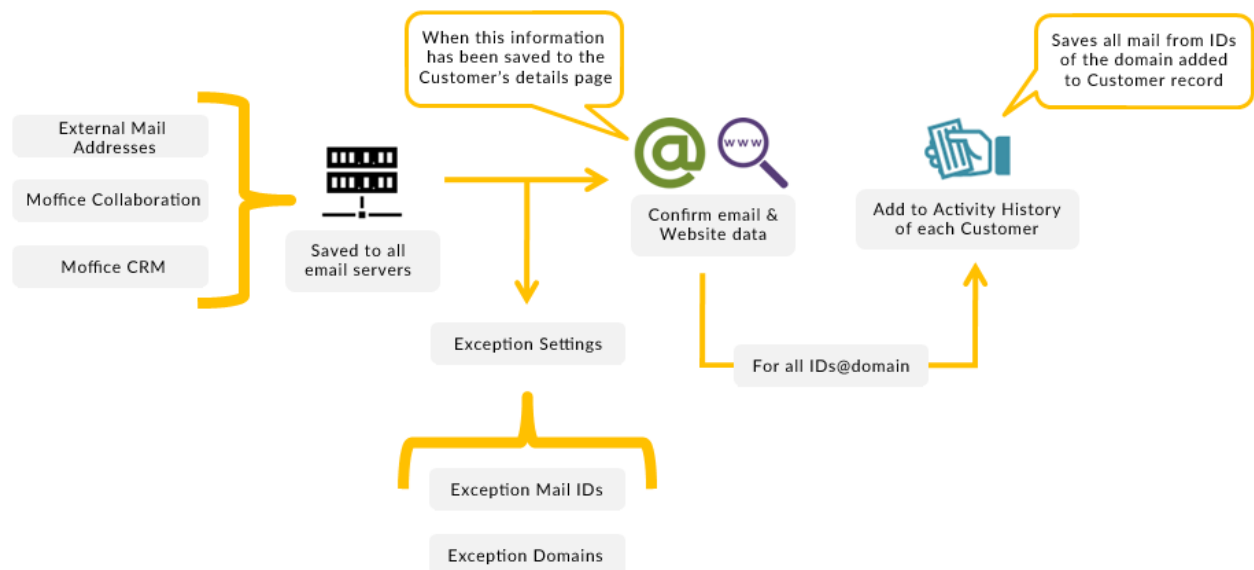 When this information
has been saved to the
Customer's details page
Saves all mail from IDs
of the domain added
to Customer record
External Mail
Addresses
Moffice Collaboration
Moffice CRM
Saved to all
email servers
www
Confirm email &
Website data
Add to Activity History
of each Customer
Exception Settings
For all IDs@domain
Exception Mail IDs
Exception Domains